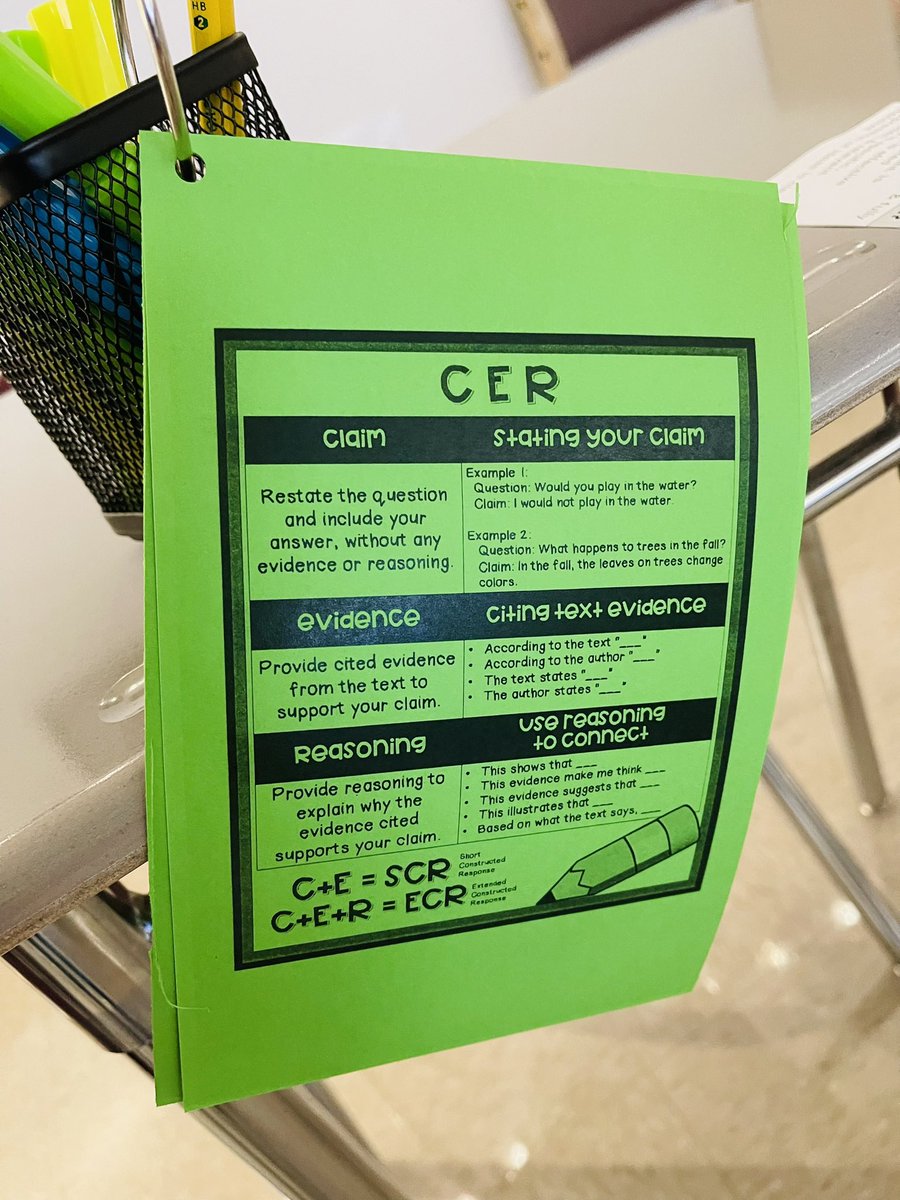 HB
2
CER
Claim
Stating your Claim
Restate the question
and include your
answer, without any
evidence or reasoning.
Example 1:
Question: Would you play in the water?
Claim: I would not play in the water.
Example 2:
Question: What happens to trees in the fall?
Claim: In the fall, the leaves on trees change
colors.
evidence
Citing text evidence
Provide cited evidence
from the text to
support your claim.
• According to the text "___"
• According to the author "___"
• The text states "___"
• The author states "___"
Reasoning
Use reasoning
to connect
Provide reasoning to
explain why the
evidence cited
supports your claim.
• This shows that ___
• This evidence make me think ___
• This evidence suggests that ___
• This illustrates that ___
• Based on what the text says, ___
C+E = SCR
Short
Constructed
Response
C+E+R = ECR
Extended
Constructed
Response